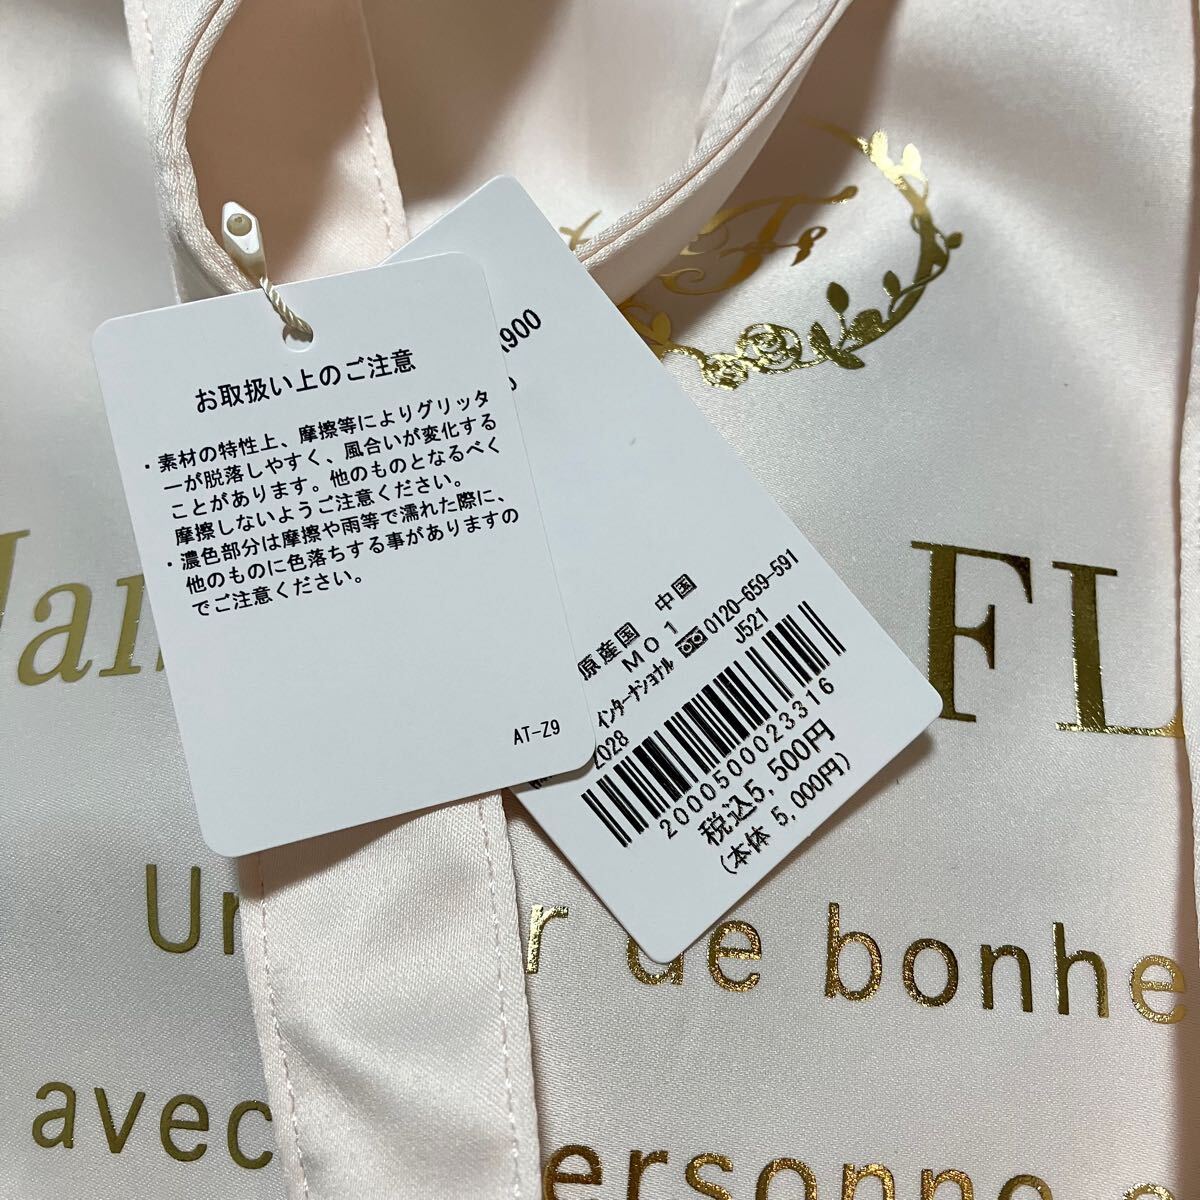 お取扱い上のご注意
・素材の特性上、摩擦等によりグリッタ
ーが脱落しやすく、風合いが変化する
ことがあります。他のものとなるべく
摩擦しないようご注意ください。
・濃色部分は摩擦や雨等で濡れた際に、
他のものに色落ちする事がありますの
でご注意ください。
AT-Z9
900
原産国 中国
MO1
インターナショナル 0120-659-591
2028 J521
2000500023316
税込5,500円
(本体 5,000円)
FL
de bonhe
avec